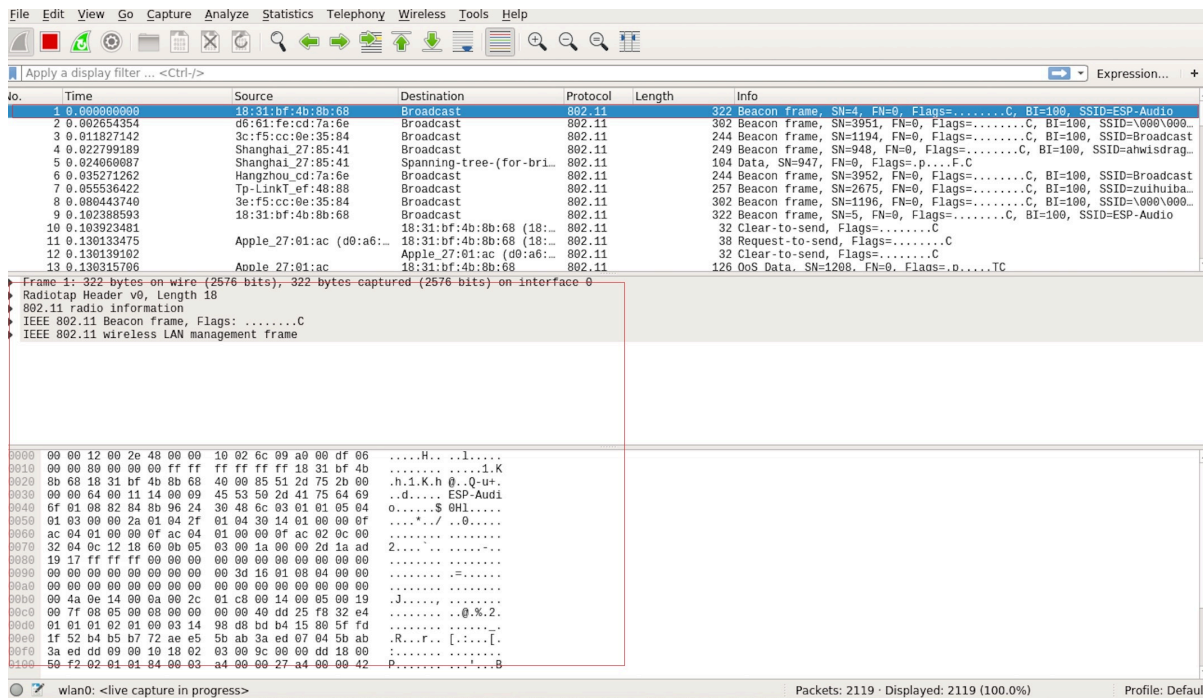 File Edit View Go Capture Analyze Statistics Telephony Wireless Tools Help
Apply a display filter ... <Ctrl-/> Expression... +
No. Time Source Destination Protocol Length Info
1 0.000000000 18:31:bf:4b:8b:68 Broadcast 802.11 322 Beacon frame, SN=4, FN=0, Flags=........C, BI=100, SSID=ESP-Audio
2 0.002654354 d6:61:fe:cd:7a:6e Broadcast 802.11 302 Beacon frame, SN=3951, FN=0, Flags=........C, BI=100, SSID=\000\000…
3 0.011827142 3c:f5:cc:0e:35:84 Broadcast 802.11 244 Beacon frame, SN=1194, FN=0, Flags=........C, BI=100, SSID=Broadcast
4 0.022799189 Shanghai_27:85:41 Broadcast 802.11 249 Beacon frame, SN=948, FN=0, Flags=........C, BI=100, SSID=ahwisdrag…
5 0.024060087 Shanghai_27:85:41 Spanning-tree-(for-bri… 802.11 104 Data, SN=947, FN=0, Flags=.p....F.C
6 0.035271262 Hangzhou_cd:7a:6e Broadcast 802.11 244 Beacon frame, SN=3952, FN=0, Flags=........C, BI=100, SSID=Broadcast
7 0.055536422 Tp-LinkT_ef:48:88 Broadcast 802.11 257 Beacon frame, SN=2675, FN=0, Flags=........C, BI=100, SSID=zuihuiba…
8 0.080443740 3e:f5:cc:0e:35:84 Broadcast 802.11 302 Beacon frame, SN=1196, FN=0, Flags=........C, BI=100, SSID=\000\000…
9 0.102388593 18:31:bf:4b:8b:68 Broadcast 802.11 322 Beacon frame, SN=5, FN=0, Flags=........C, BI=100, SSID=ESP-Audio
10 0.103923481 18:31:bf:4b:8b:68 (18:… 802.11 32 Clear-to-send, Flags=........C
11 0.130133475 Apple_27:01:ac (d0:a6:… 18:31:bf:4b:8b:68 (18:… 802.11 38 Request-to-send, Flags=........C
12 0.130139102 Apple_27:01:ac (d0:a6:… 802.11 32 Clear-to-send, Flags=........C
13 0.130315706 Apple_27:01:ac 18:31:bf:4b:8b:68 802.11 126 QoS Data, SN=1208, FN=0, Flags=.p.....TC
Frame 1: 322 bytes on wire (2576 bits), 322 bytes captured (2576 bits) on interface 0
Radiotap Header v0, Length 18
802.11 radio information
IEEE 802.11 Beacon frame, Flags: ........C
IEEE 802.11 wireless LAN management frame
0000 00 00 12 00 2e 48 00 00 10 02 6c 09 a0 00 df 06 .....H.. ..l.....
0010 00 00 80 00 00 00 ff ff ff ff ff ff 18 31 bf 4b ........ .....1.K
0020 8b 68 18 31 bf 4b 8b 68 40 00 85 51 2d 75 2b 00 .h.1.K.h @..Q-u+.
0030 00 00 64 00 11 14 00 09 45 53 50 2d 41 75 64 69 ..d..... ESP-Audi
0040 6f 01 08 82 84 8b 96 24 30 48 6c 03 01 01 05 04 o......$ 0Hl.....
0050 01 03 00 00 2a 01 04 2f 01 04 30 14 01 00 00 0f ....*../ ..0.....
0060 ac 04 01 00 00 0f ac 04 01 00 00 0f ac 02 0c 00 ........ ........
0070 32 04 0c 12 18 60 0b 05 03 00 1a 00 00 2d 1a ad 2....`.. .....-..
0080 19 17 ff ff ff 00 00 00 00 00 00 00 00 00 00 00 ........ ........
0090 00 00 00 00 00 00 00 00 00 3d 16 01 08 04 00 00 ........ .=......
00a0 00 00 00 00 00 00 00 00 00 00 00 00 00 00 00 00 ........ ........
00b0 00 4a 0e 14 00 0a 00 2c 01 c8 00 14 00 05 00 19 .J....., ........
00c0 00 7f 08 05 00 08 00 00 00 00 40 dd 25 f8 32 e4 ........ ..@.%.2.
00d0 01 01 01 02 01 00 03 14 98 d8 bd b4 15 80 5f fd ........ ......_.
00e0 1f 52 b4 b5 b7 72 ae e5 5b ab 3a ed 07 04 5b ab .R...r.. [.:...[.
00f0 3a ed dd 09 00 10 18 02 03 00 9c 00 00 dd 18 00 :....... ........
0100 50 f2 02 01 01 84 00 03 a4 00 00 27 a4 00 00 42 P....... ...'...B
wlan0: <live capture in progress> Packets: 2119 · Displayed: 2119 (100.0%) Profile: Defau